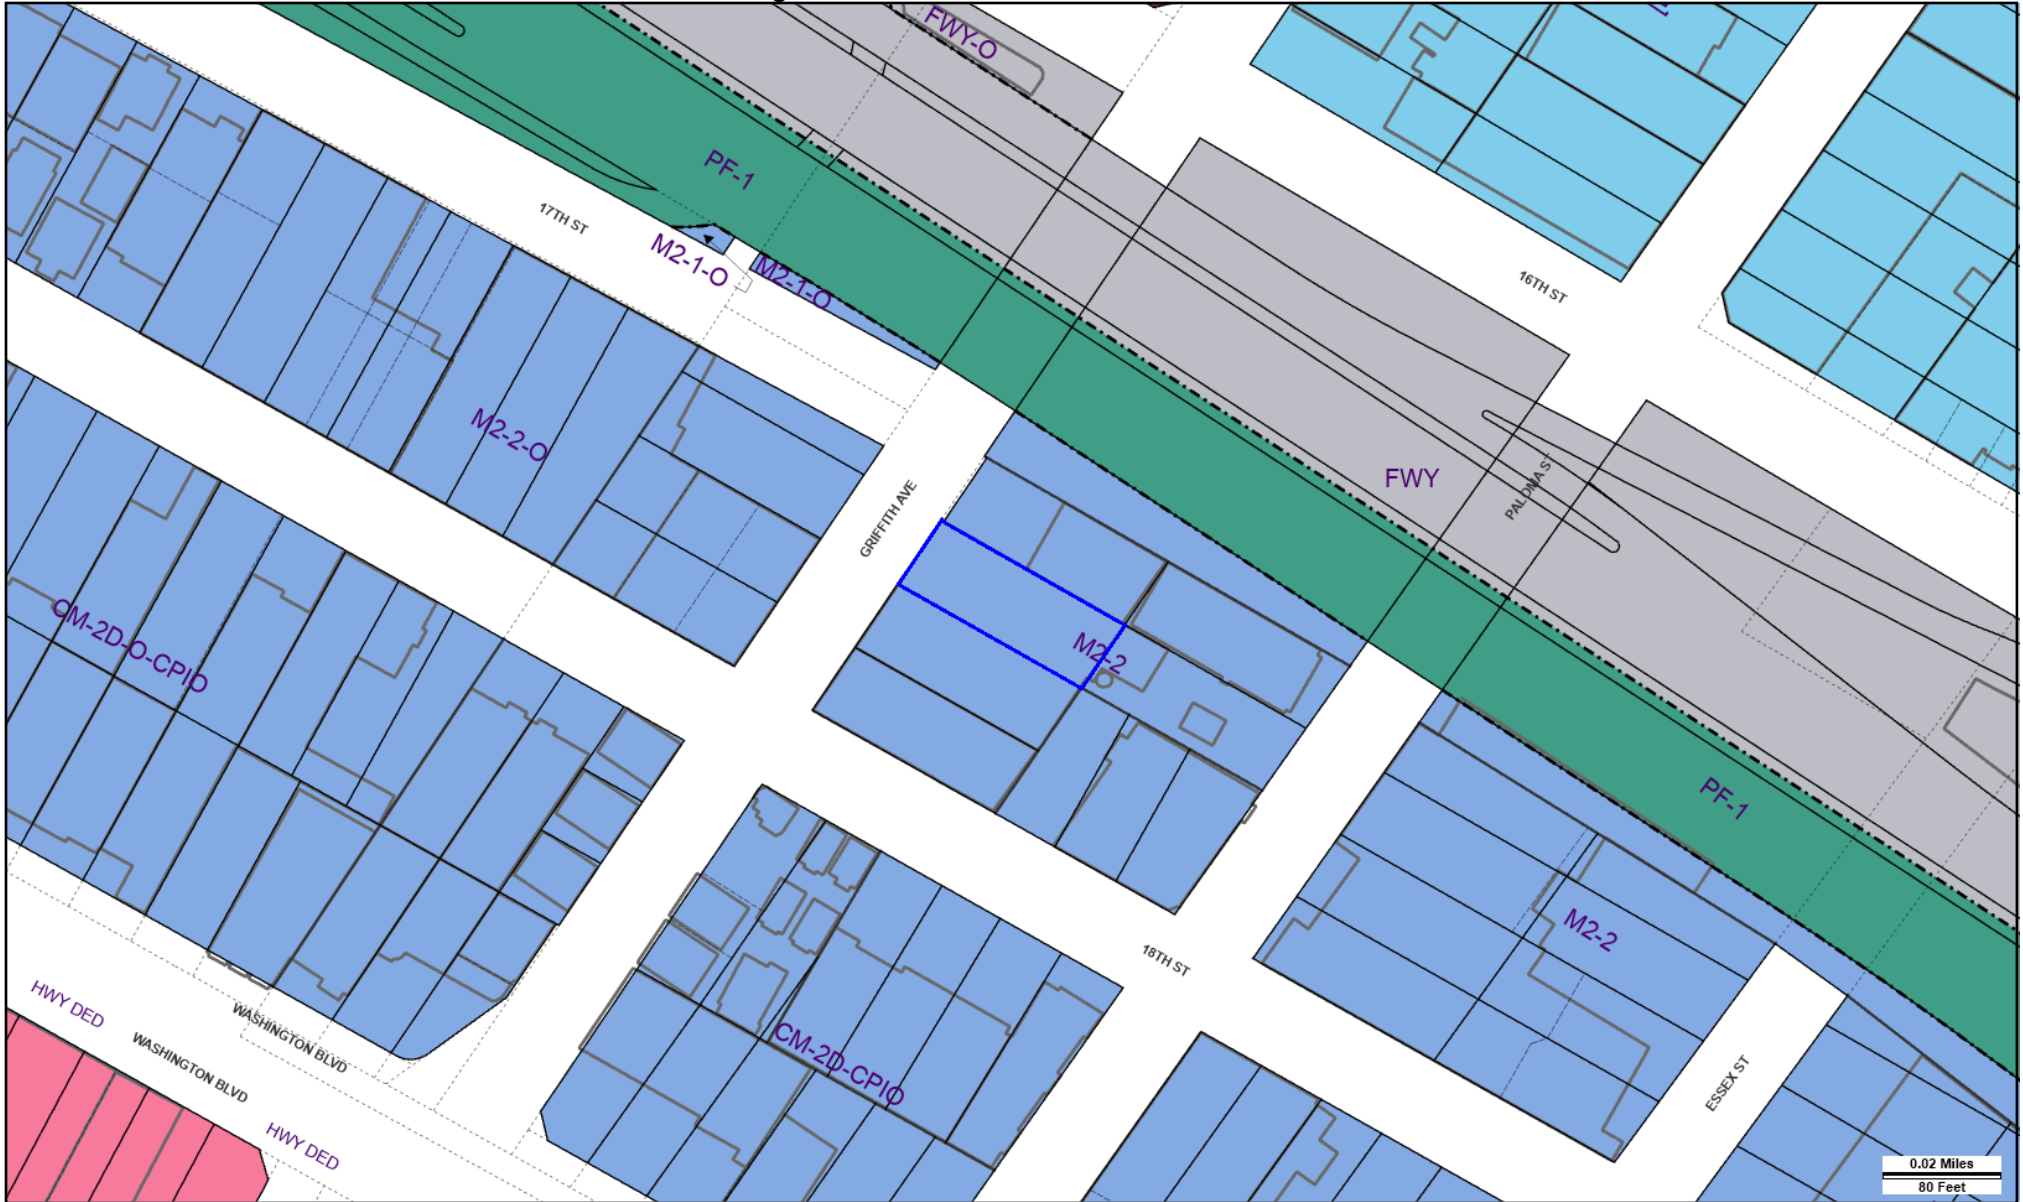 FWY-O
PF-1
17TH ST
M2-1-O
M2-1-O
16TH ST
M2-2-O
FWY
PALOMA ST
GRIFFITH AVE
CM-2D-O-CPIO
M2-2
PF-1
M2-2
18TH ST
HWY DED
WASHINGTON BLVD
WASHINGTON BLVD
CM-2D-CPIO
ESSEX ST
HWY DED
0.02 Miles
80 Feet